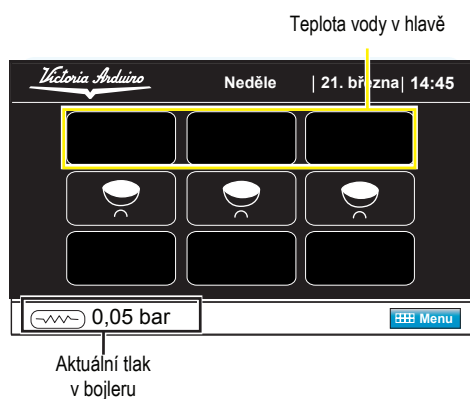 Teplota vody v hlavě
Victoria Arduino
Neděle | 21. března| 14:45
0,05 bar
Menu
Aktuální tlak
v bojleru